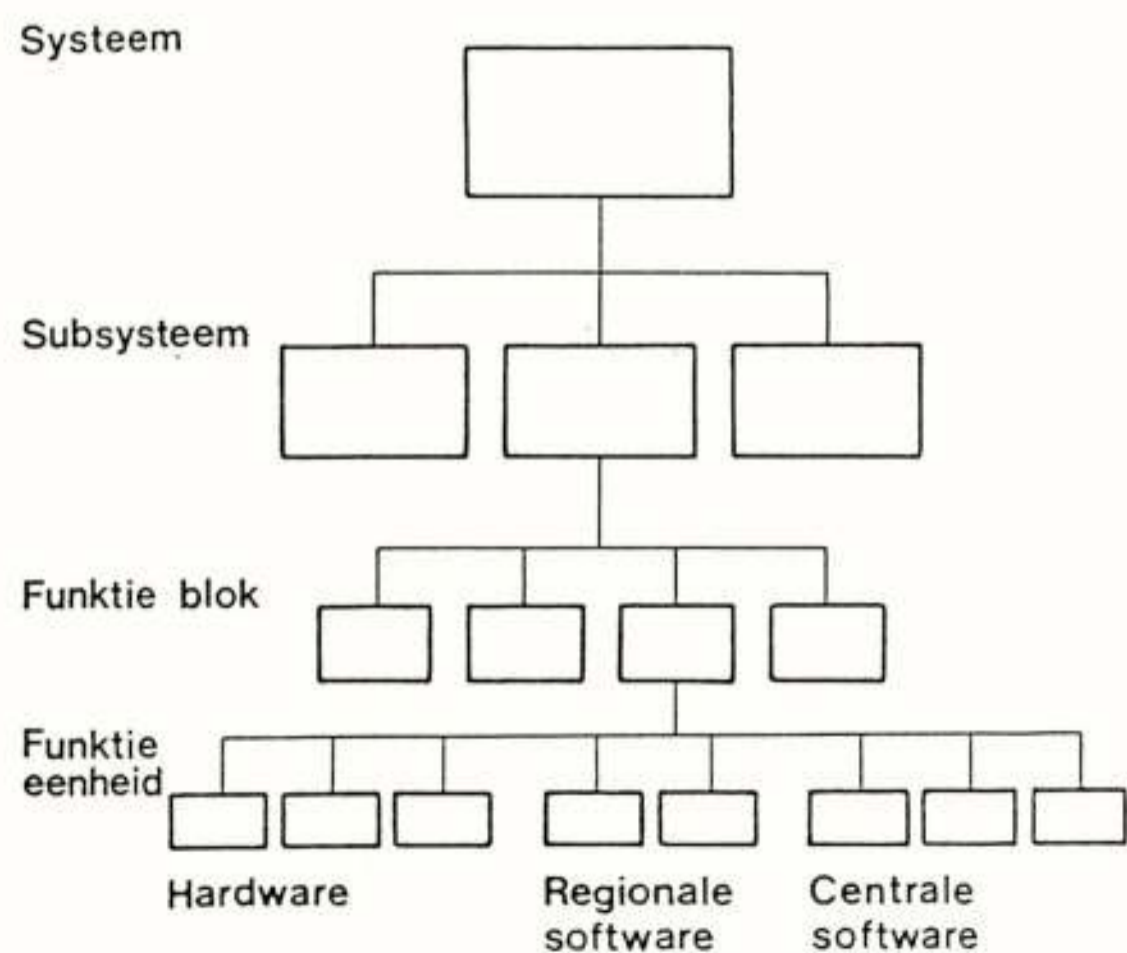 Systeem
Subsysteem
Funktie blok
Funktie
eenheid
Hardware
Regionale
software
Centrale
software